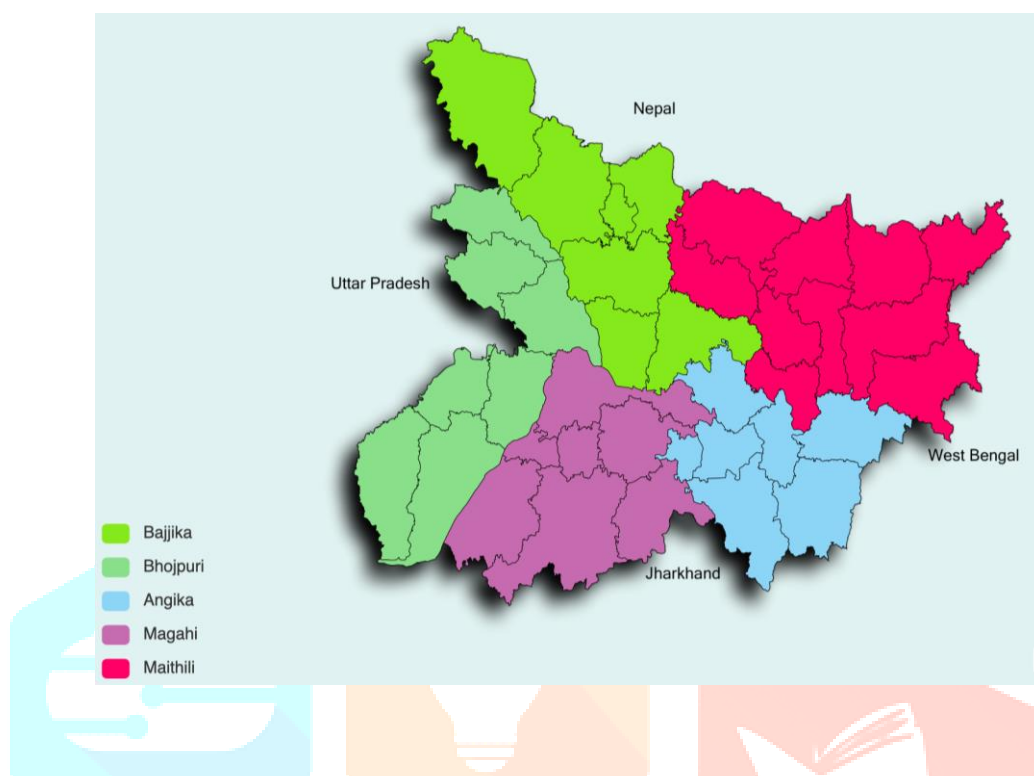 Nepal
Uttar Pradesh
West Bengal
Jharkhand
Bajjika
Bhojpuri
Angika
Magahi
Maithili